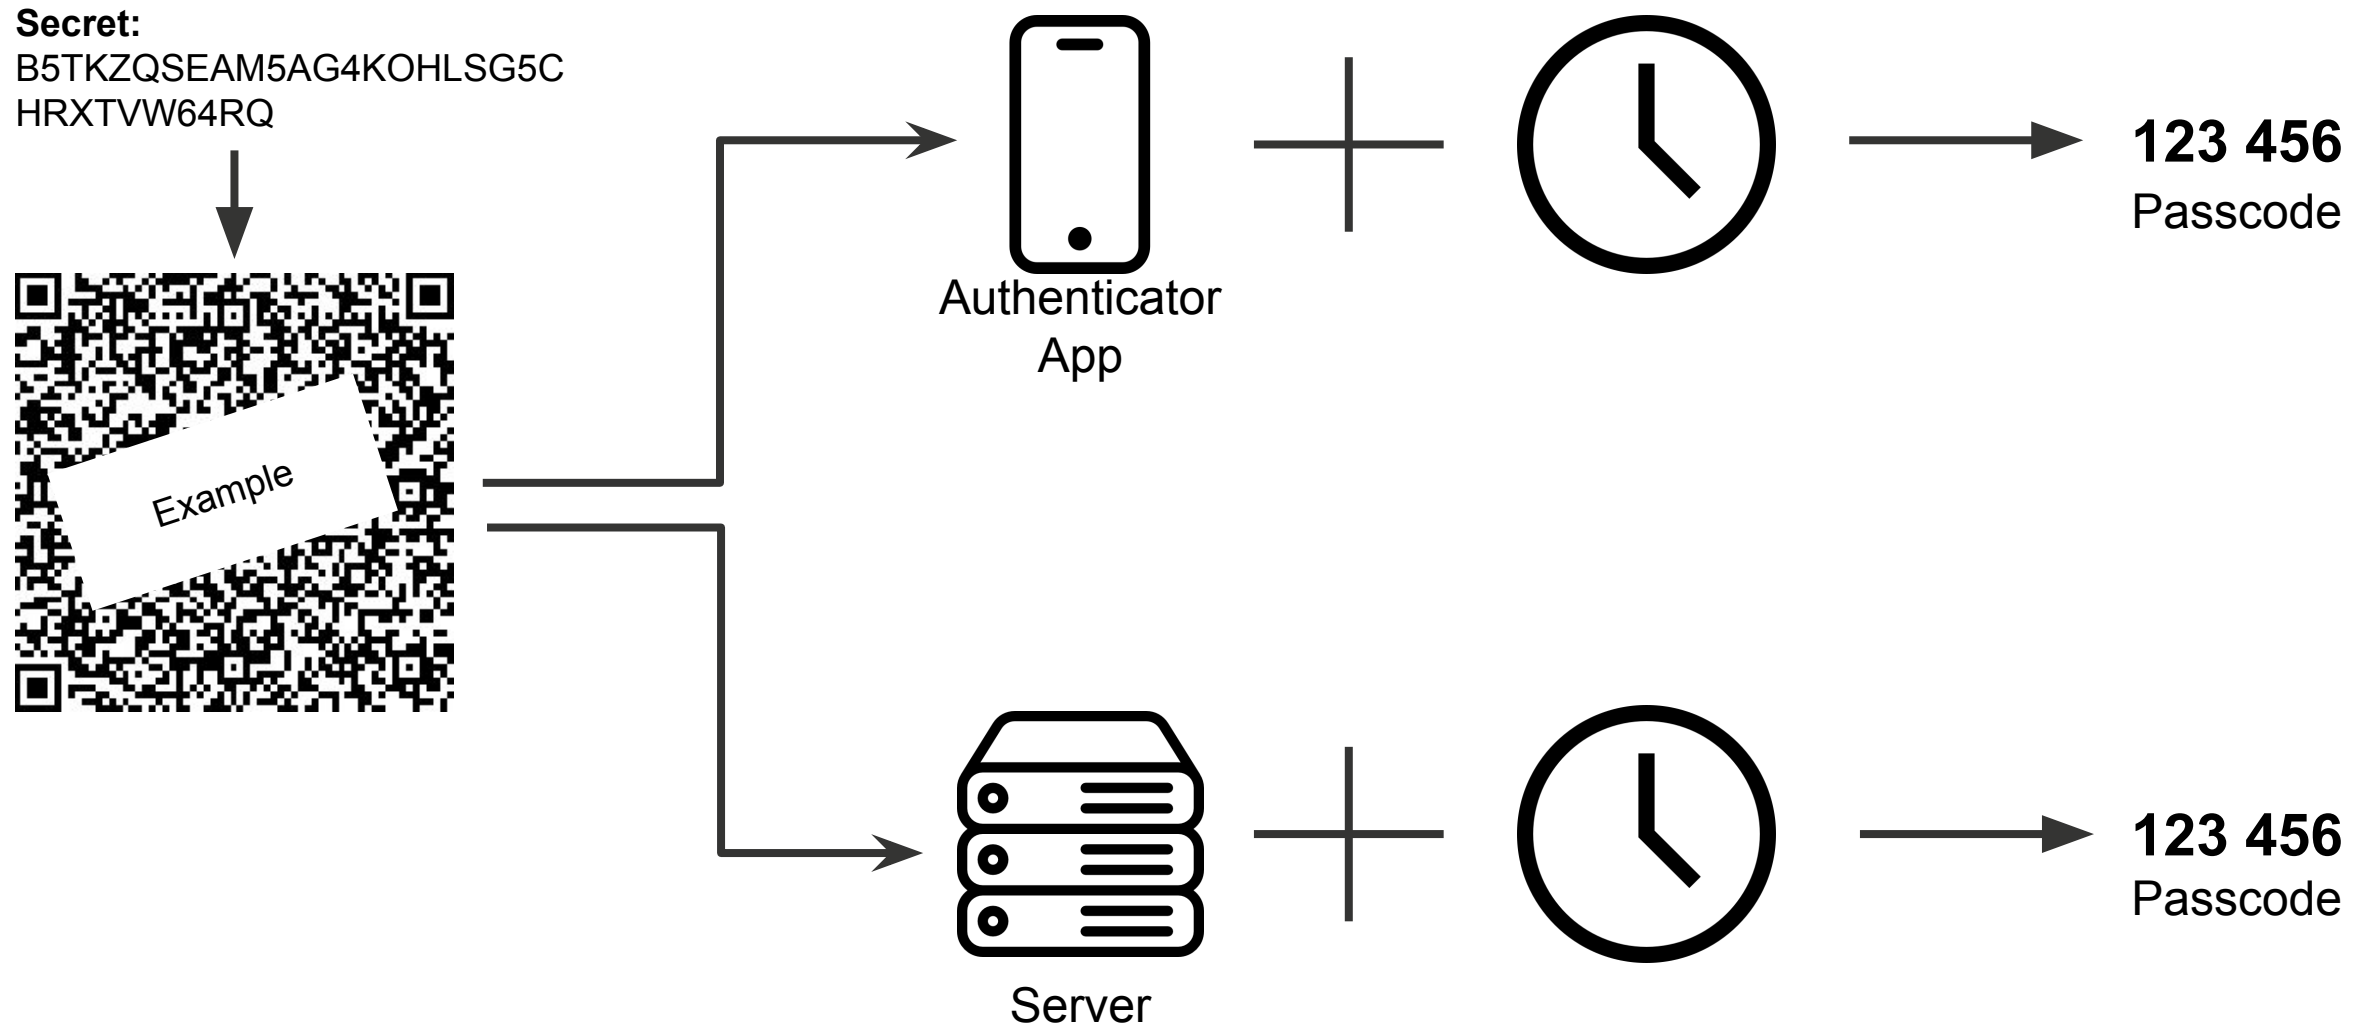 Secret:
B5TKZQSEAM5AG4KOHLSG5C
HRXTVW64RQ
Example
Authenticator
App
123 456
Passcode
Server
123 456
Passcode